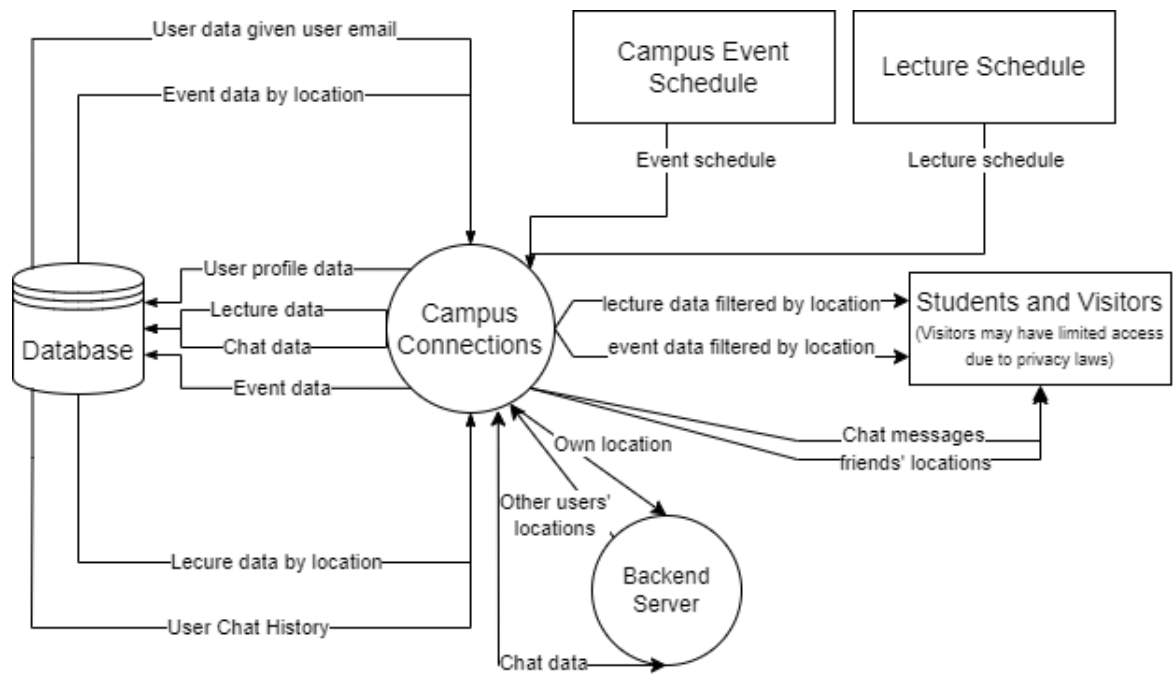 User data given user email
Event data by location
Campus Event
Schedule
Lecture Schedule
Event schedule
Lecture schedule
User profile data
Lecture data
Chat data
Event data
Database
Campus
Connections
lecture data filtered by location
event data filtered by location
Students and Visitors
(Visitors may have limited access
due to privacy laws)
Chat messages
friends' locations
Own location
Other users'
locations
Backend
Server
Lecure data by location
User Chat History
Chat data